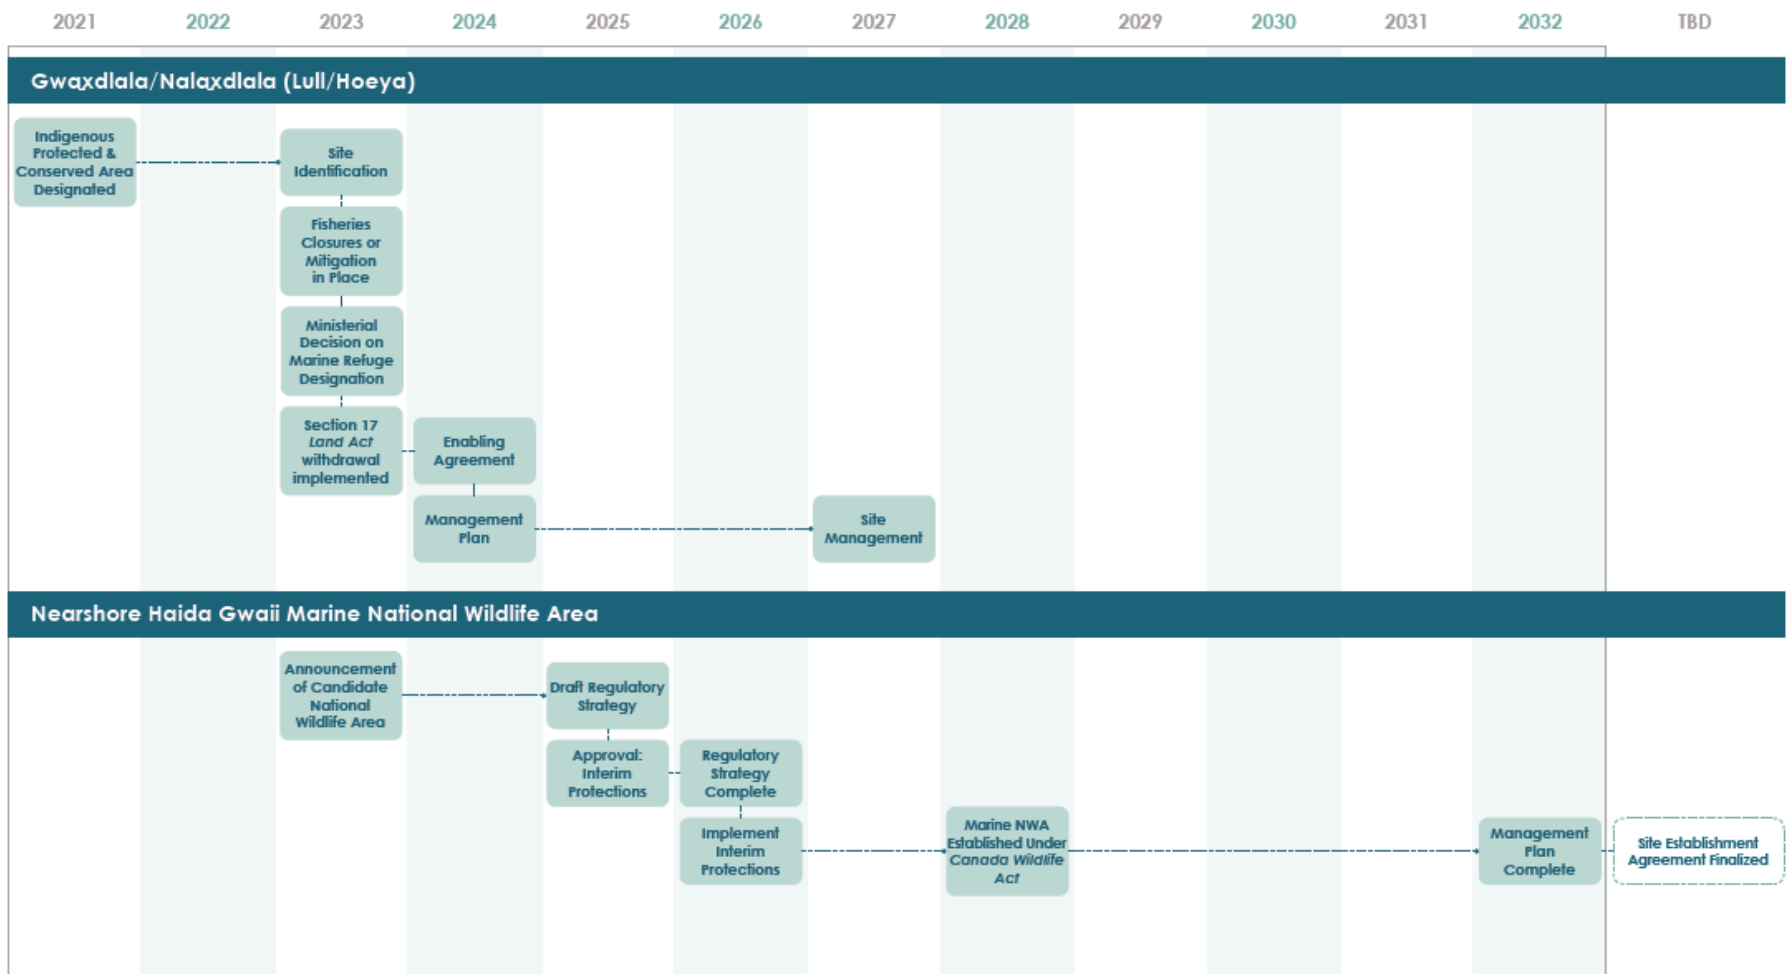 2021 2022 2023 2024 2025 2026 2027 2028 2029 2030 2031 2032 TBD
Gwaxdlala/Nalaxdlala (Lull/Hoeya)
Indigenous
Protected &
Conserved Area
Designated
Site
Identification
Fisheries
Closures or
Mitigation
in Place
Ministerial
Decision on
Marine Refuge
Designation
Section 17
Land Act
withdrawal
implemented
Enabling
Agreement
Management
Plan
Site
Management
Nearshore Haida Gwaii Marine National Wildlife Area
Announcement
of Candidate
National
Wildlife Area
Draft Regulatory
Strategy
Approval:
Interim
Protections
Regulatory
Strategy
Complete
Implement
Interim
Protections
Marine NWA
Established Under
Canada Wildlife
Act
Management
Plan
Complete
Site Establishment
Agreement Finalized